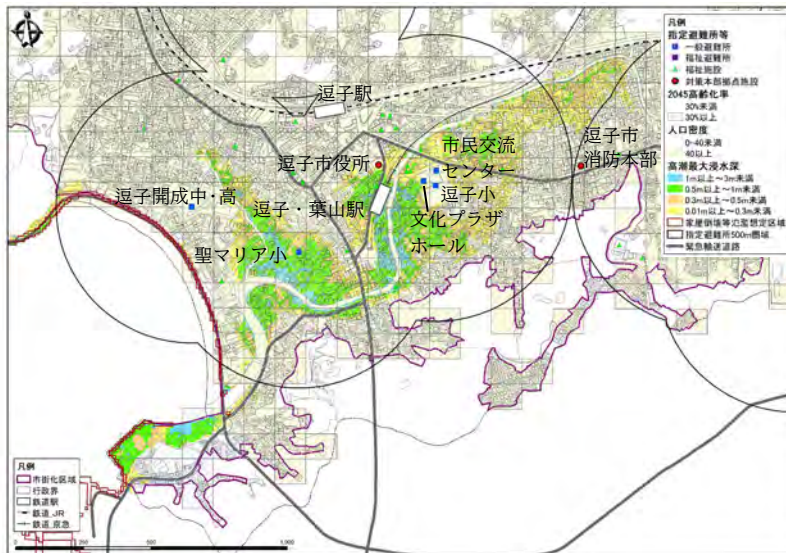 凡例
指定避難所等
一般避難所
福祉避難所
福祉施設
対策本部拠点施設
2045高齢化率
30%未満
30%以上
人口密度
0-40未満
40以上
高潮最大浸水深
1m以上～3m未満
0.5m以上～1m未満
0.3m以上～0.5m未満
0.01m以上～0.3m未満
家屋倒壊等氾濫想定区域
指定避難所500m圏域
緊急輸送道路
逗子駅
逗子市役所
市民交流
センター
逗子市
消防本部
逗子小
逗子開成中・高
逗子・葉山駅
文化プラザ
ホール
聖マリア小
凡例
市街化区域
行政界
鉄道駅
鉄道_JR
鉄道_京急
0 250 500 1,000